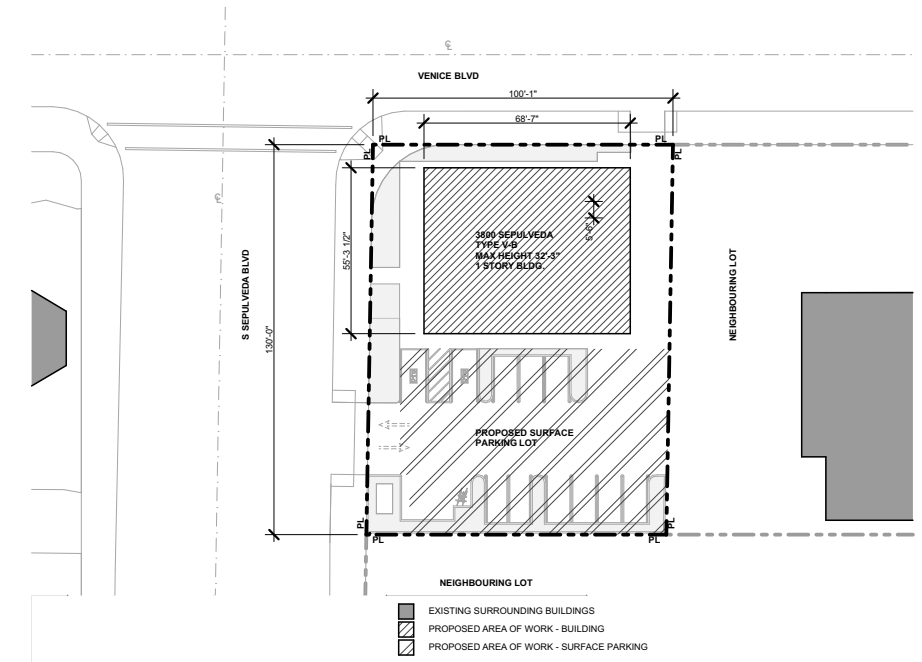 VENICE BLVD
100'-1"
68'-7"
PL
PL
PL
PL
3800 SEPULVEDA
TYPE V-B
MAX HEIGHT 32'-3"
1 STORY BLDG.
5'-6"
55'-3 1/2"
S SEPULVEDA BLVD
130'-0"
NEIGHBOURING LOT
PROPOSED SURFACE
PARKING LOT
PL
PL
PL
PL
NEIGHBOURING LOT
EXISTING SURROUNDING BUILDINGS
PROPOSED AREA OF WORK - BUILDING
PROPOSED AREA OF WORK - SURFACE PARKING